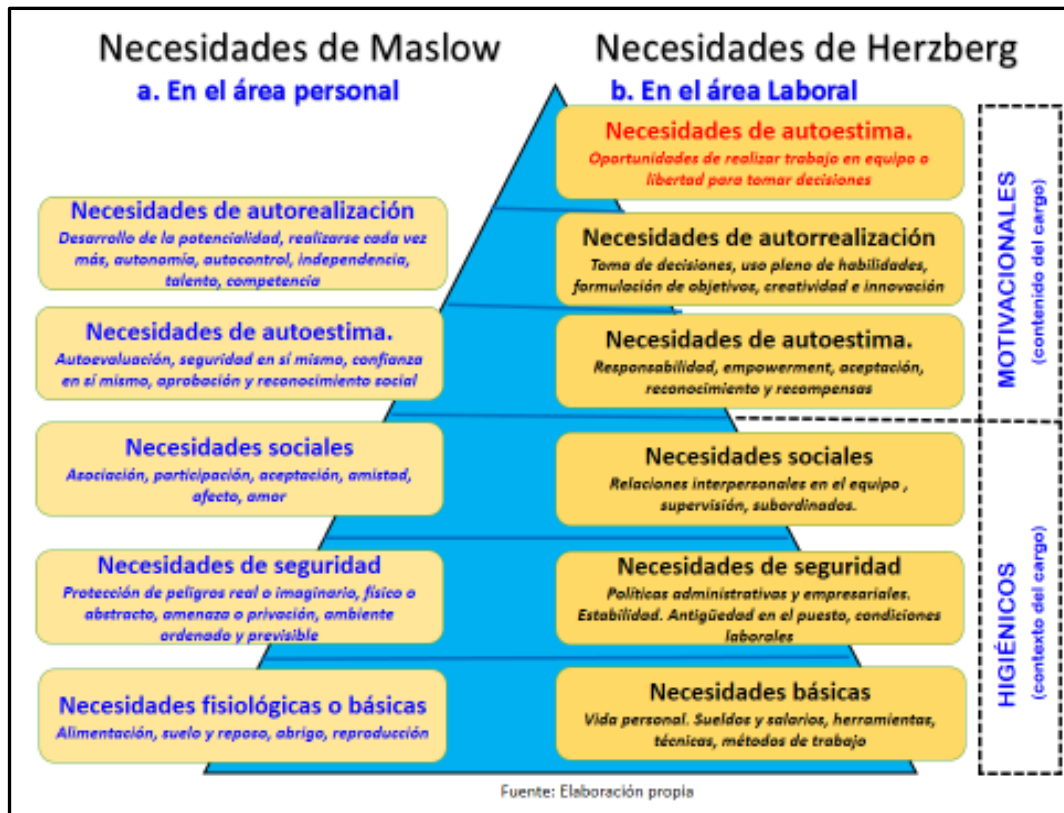 Necesidades de Maslow
a. En el área personal
Necesidades de autorealización
Desarrollo de la potencialidad, realizarse cada vez
más, autonomía, autocontrol, independencia,
talento, competencia
Necesidades de autoestima.
Autoevaluación, seguridad en sí mismo, confianza
en sí mismo, aprobación y reconocimiento social
Necesidades sociales
Asociación, participación, aceptación, amistad,
afecto, amor
Necesidades de seguridad
Protección de peligros real o imaginario, físico o
abstracto, amenaza o privación, ambiente
ordenado y previsible
Necesidades fisiológicas o básicas
Alimentación, suelo y reposo, abrigo, reproducción
Necesidades de Herzberg
b. En el área Laboral
Necesidades de autoestima.
Oportunidades de realizar trabajo en equipo o
libertad para tomar decisiones
Necesidades de autorrealización
Toma de decisiones, uso pleno de habilidades,
formulación de objetivos, creatividad e innovación
Necesidades de autoestima.
Responsabilidad, empowerment, aceptación,
reconocimiento y recompensas
Necesidades sociales
Relaciones interpersonales en el equipo ,
supervisión, subordinados.
Necesidades de seguridad
Políticas administrativas y empresariales.
Estabilidad. Antigüedad en el puesto, condiciones
laborales
Necesidades básicas
Vida personal. Sueldos y salarios, herramientas,
técnicas, métodos de trabajo
MOTIVACIONALES
(contenido del cargo)
HIGIÉNICOS
(contexto del cargo)
Fuente: Elaboración propia